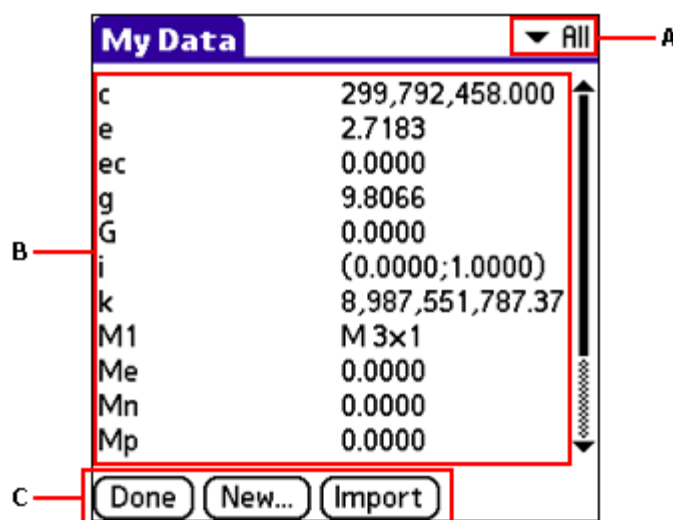 My Data
All
A
c 299,792,458.000
e 2.7183
ec 0.0000
g 9.8066
G 0.0000
B
i (0.0000;1.0000)
k 8,987,551,787.37
M1 M 3×1
Me 0.0000
Mn 0.0000
Mp 0.0000
C
Done New... Import